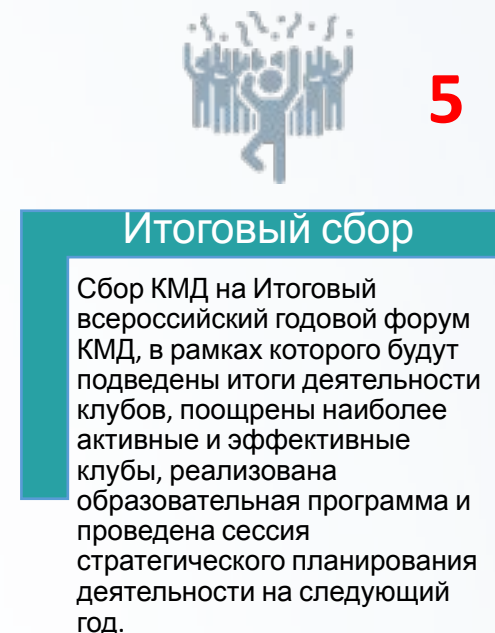 5
Итоговый сбор
Сбор КМД на Итоговый
всероссийский годовой форум
КМД, в рамках которого будут
подведены итоги деятельности
клубов, поощрены наиболее
активные и эффективные
клубы, реализована
образовательная программа и
проведена сессия
стратегического планирования
деятельности на следующий
год.